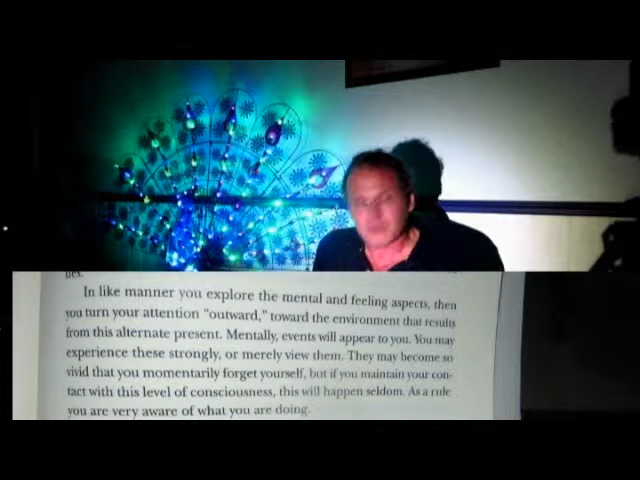 ties.
In like manner you explore the mental and feeling aspects, then
you turn your attention "outward," toward the environment that results
from this alternate present. Mentally, events will appear to you. You may
experience these strongly, or merely view them. They may become so
vivid that you momentarily forget yourself, but if you maintain your con-
tact with this level of consciousness, this will happen seldom. As a rule
you are very aware of what you are doing.